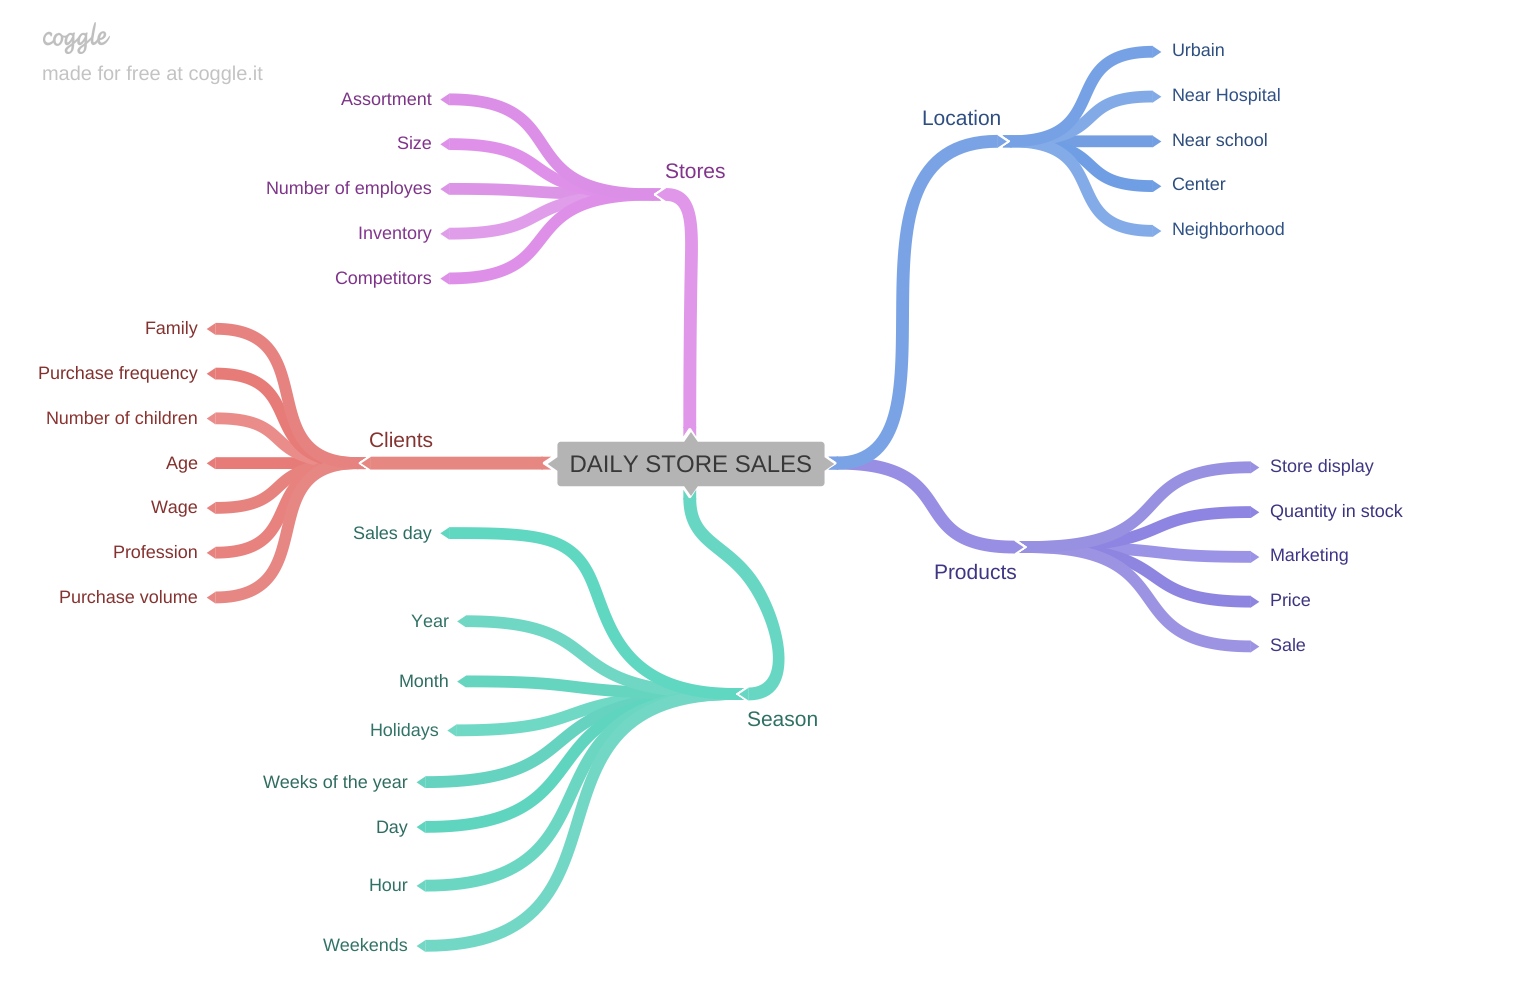 coggle
made for free at coggle.it
Stores
Assortment
Size
Number of employes
Inventory
Competitors
Location
Urbain
Near Hospital
Near school
Center
Neighborhood
Clients
Family
Purchase frequency
Number of children
Age
Wage
Profession
Purchase volume
DAILY STORE SALES
Products
Store display
Quantity in stock
Marketing
Price
Sale
Season
Sales day
Year
Month
Holidays
Weeks of the year
Day
Hour
Weekends